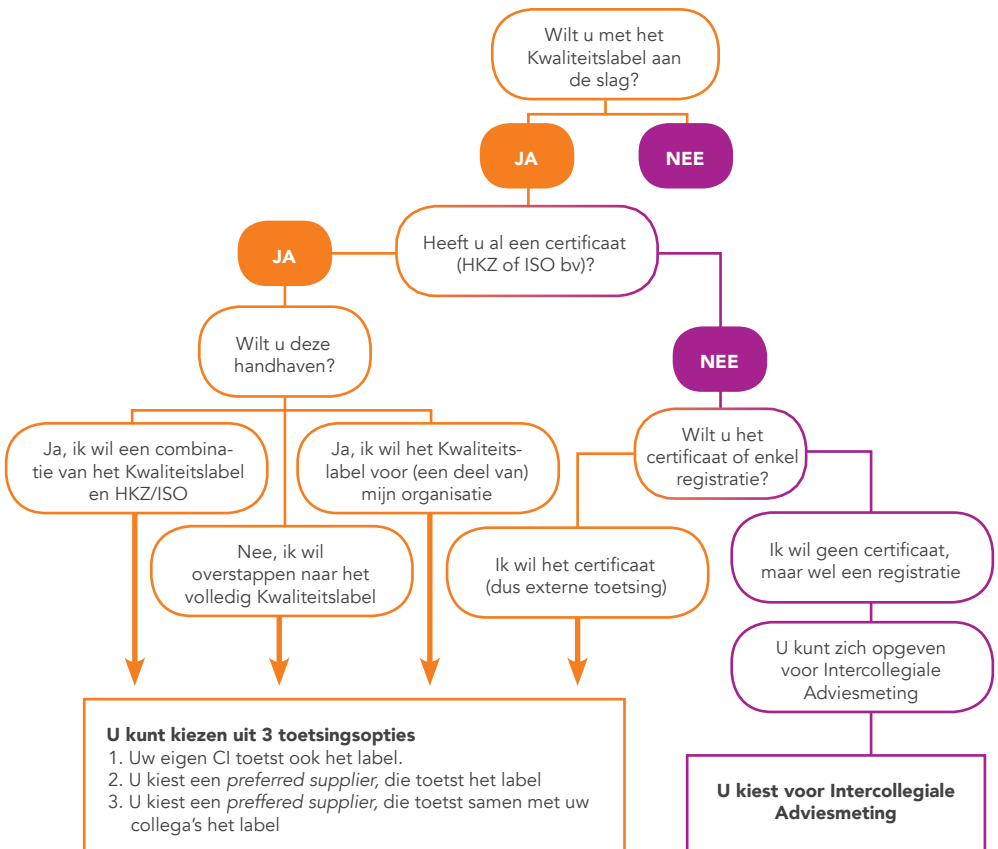 Wilt u met het
Kwaliteitslabel aan
de slag?
JA
NEE
Heeft u al een certificaat
(HKZ of ISO bv)?
JA
Wilt u deze
handhaven?
NEE
Ja, ik wil een combina-
tie van het Kwaliteitslabel
en HKZ/ISO
Ja, ik wil het Kwaliteits-
label voor (een deel van)
mijn organisatie
Wilt u het
certificaat of enkel
registratie?
Nee, ik wil
overstappen naar het
volledig Kwaliteitslabel
Ik wil het certificaat
(dus externe toetsing)
Ik wil geen certificaat,
maar wel een registratie
U kunt zich opgeven
voor Intercollegiale
Adviesmeting
U kunt kiezen uit 3 toetsingsopties
1. Uw eigen CI toetst ook het label.
2. U kiest een preferred supplier, die toetst het label
3. U kiest een preffered supplier, die toetst samen met uw
collega's het label
U kiest voor Intercollegiale
Adviesmeting